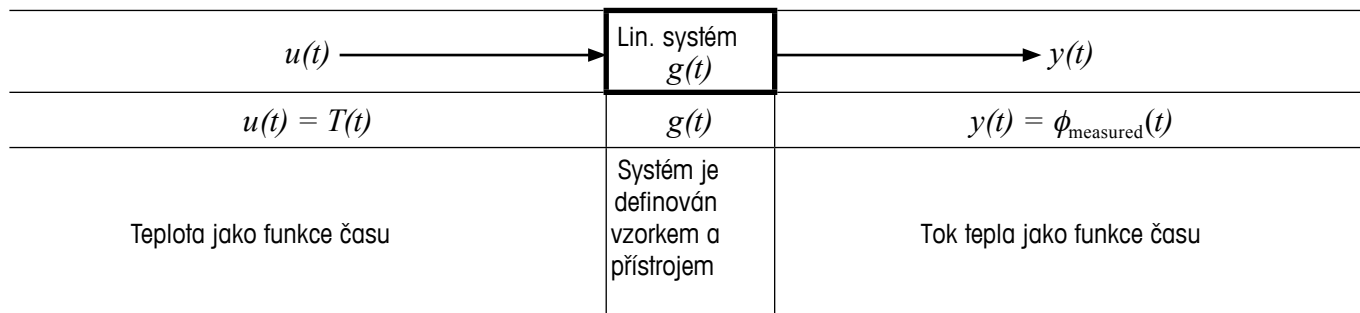 u(t)
Lin. systém
g(t)
y(t)
u(t) = T(t)
g(t)
y(t) = ϕmeasured(t)
Teplota jako funkce času
Systém je
definován
vzorkem a
přístrojem
Tok tepla jako funkce času